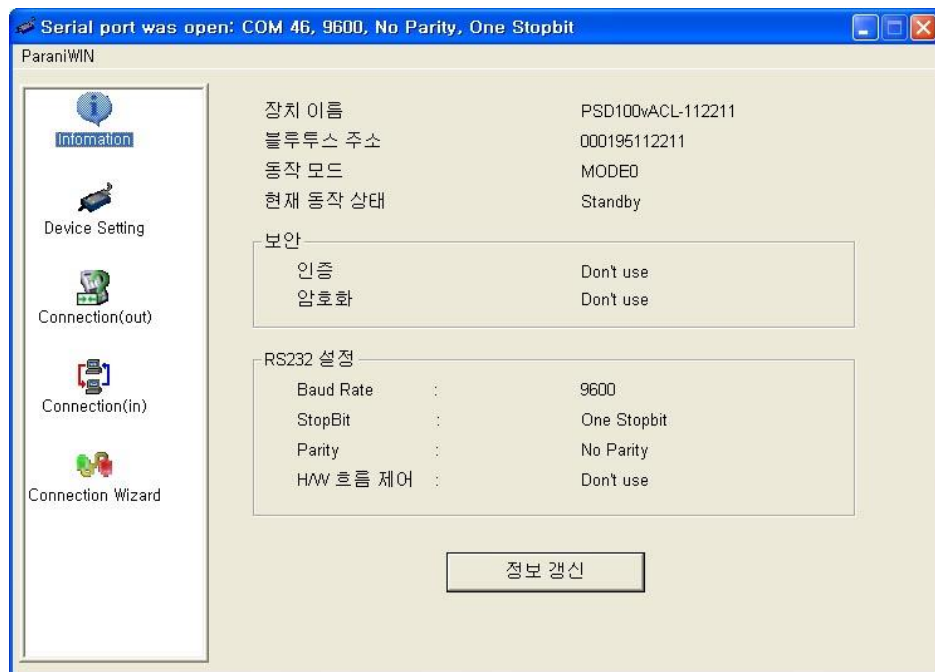 Serial port was open: COM 46, 9600, No Parity, One Stopbit
ParaniWIN
Infomation
Device Setting
Connection(out)
Connection(in)
Connection Wizard
장치 이름 PSD100vACL-112211
블루투스 주소 000195112211
동작 모드 MODE0
현재 동작 상태 Standby
보안
인증 Don't use
암호화 Don't use
RS232 설정
Baud Rate : 9600
StopBit : One Stopbit
Parity : No Parity
H/W 흐름 제어 : Don't use
정보 갱신